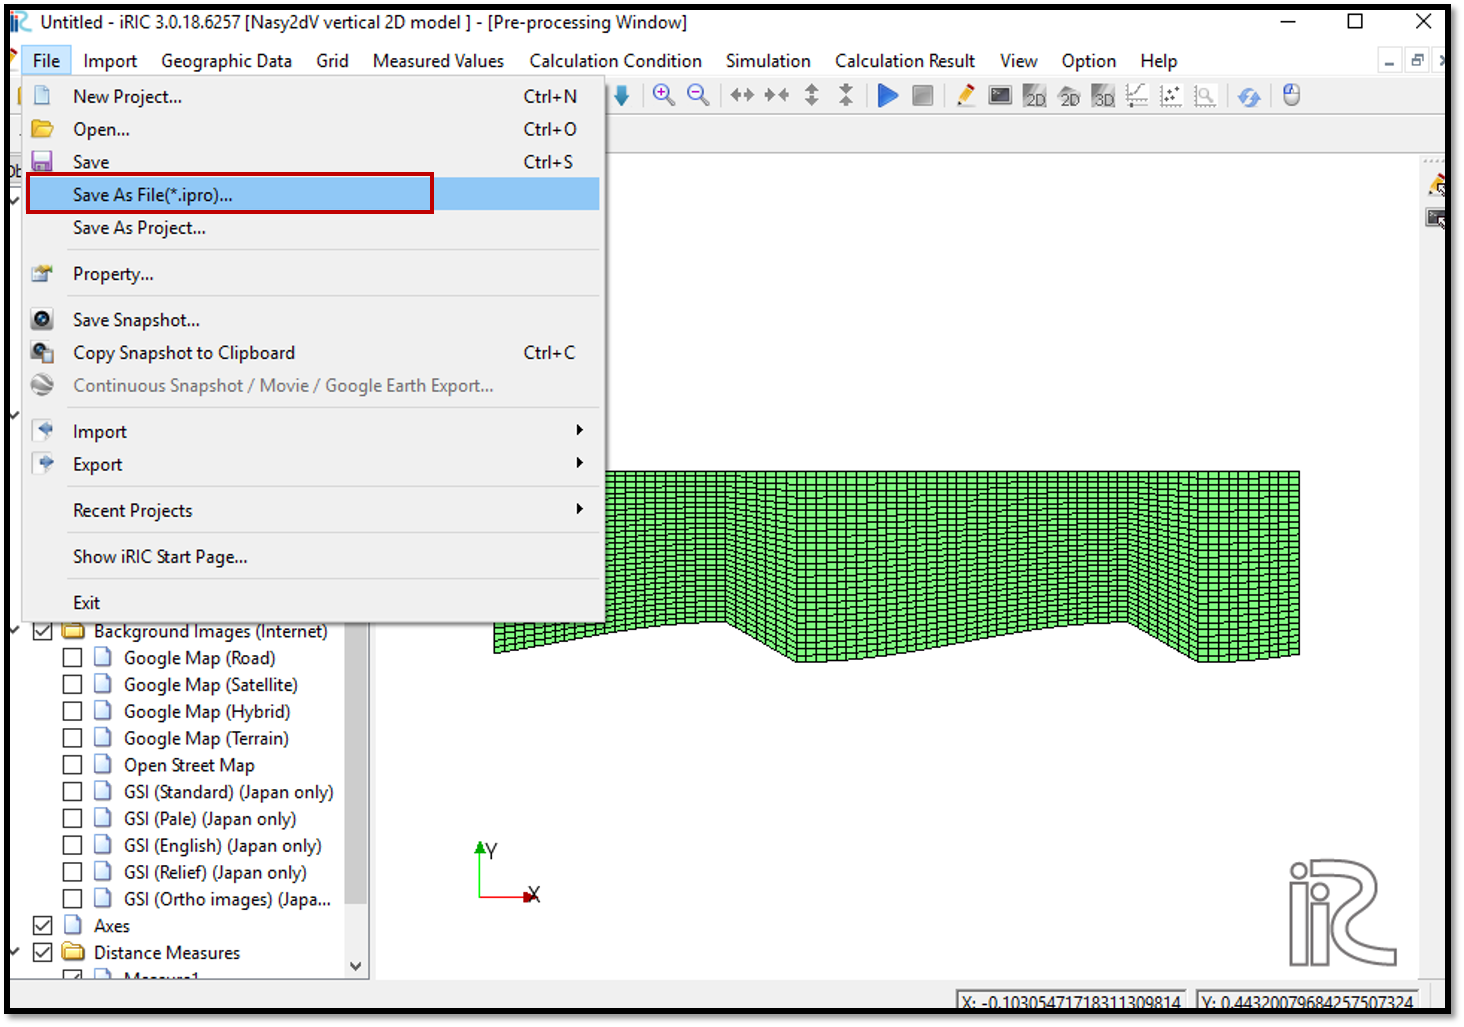 Untitled - iRIC 3.0.18.6257 [Nasy2dV vertical 2D model ] - [Pre-processing Window]
File Import Geographic Data Grid Measured Values Calculation Condition Simulation Calculation Result View Option Help
New Project... Ctrl+N
Open... Ctrl+O
Save Ctrl+S
Save As File(*.ipro)...
Save As Project...
Property...
Save Snapshot...
Copy Snapshot to Clipboard Ctrl+C
Continuous Snapshot / Movie / Google Earth Export...
Import
Export
Recent Projects
Show iRIC Start Page...
Exit
2D 2D 3D
Background Images (Internet)
Google Map (Road)
Google Map (Satellite)
Google Map (Hybrid)
Google Map (Terrain)
Open Street Map
GSI (Standard) (Japan only)
GSI (Pale) (Japan only)
GSI (English) (Japan only)
GSI (Relief) (Japan only)
GSI (Ortho images) (Japa...
Axes
Distance Measures
Measure1
Y
X
iRIC
X: -0.10305471718311309814 Y: 0.44320079684257507324